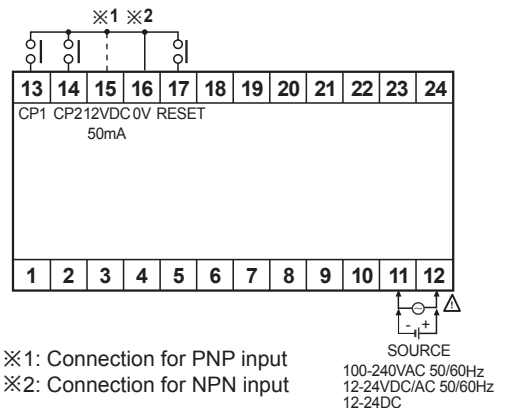 ※1 ※2
13 14 15 16 17 18 19 20 21 22 23 24
CP1 CP2 12VDC 0V RESET
50mA
1 2 3 4 5 6 7 8 9 10 11 12
- +
SOURCE
100-240VAC 50/60Hz
12-24VDC/AC 50/60Hz
12-24DC
※1: Connection for PNP input
※2: Connection for NPN input